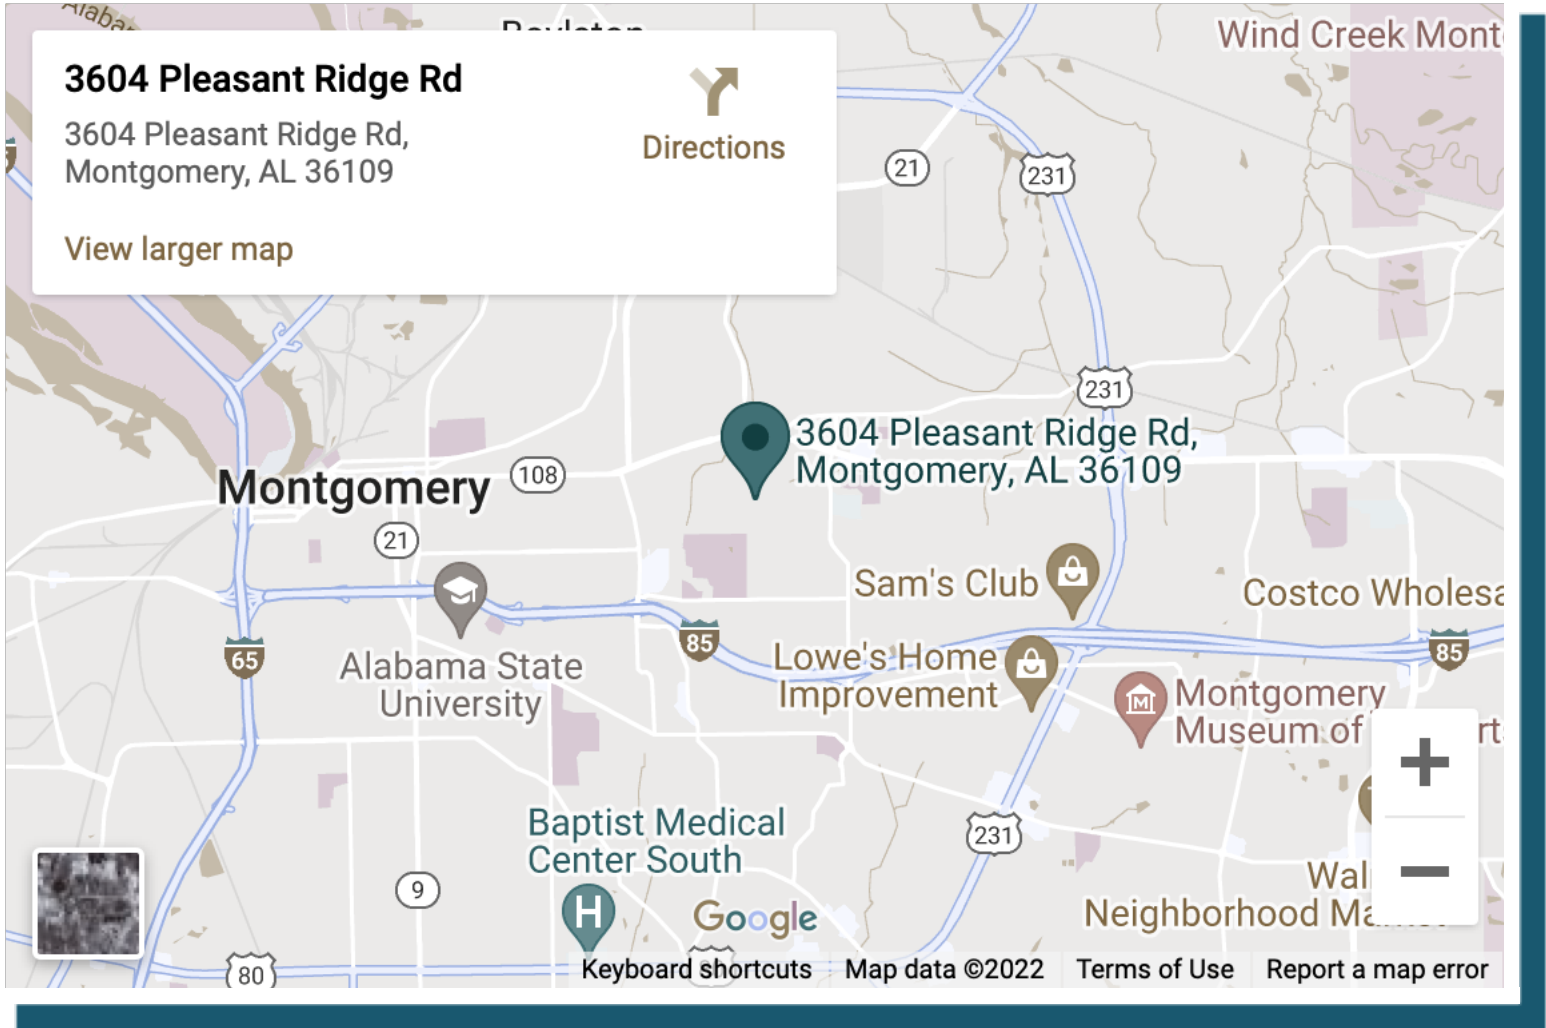 3604 Pleasant Ridge Rd
3604 Pleasant Ridge Rd,
Montgomery, AL 36109
Directions
View larger map
Wind Creek Mont
21
231
231
3604 Pleasant Ridge Rd,
Montgomery, AL 36109
Montgomery
108
21
Sam's Club
Costco Wholesa
65
85
85
Alabama State
University
Lowe's Home
Improvement
Montgomery
Museum of
rts
231
Baptist Medical
Center South
H
9
Wal
Neighborhood Ma
Google
80
Keyboard shortcuts
Map data ©2022
Terms of Use
Report a map error